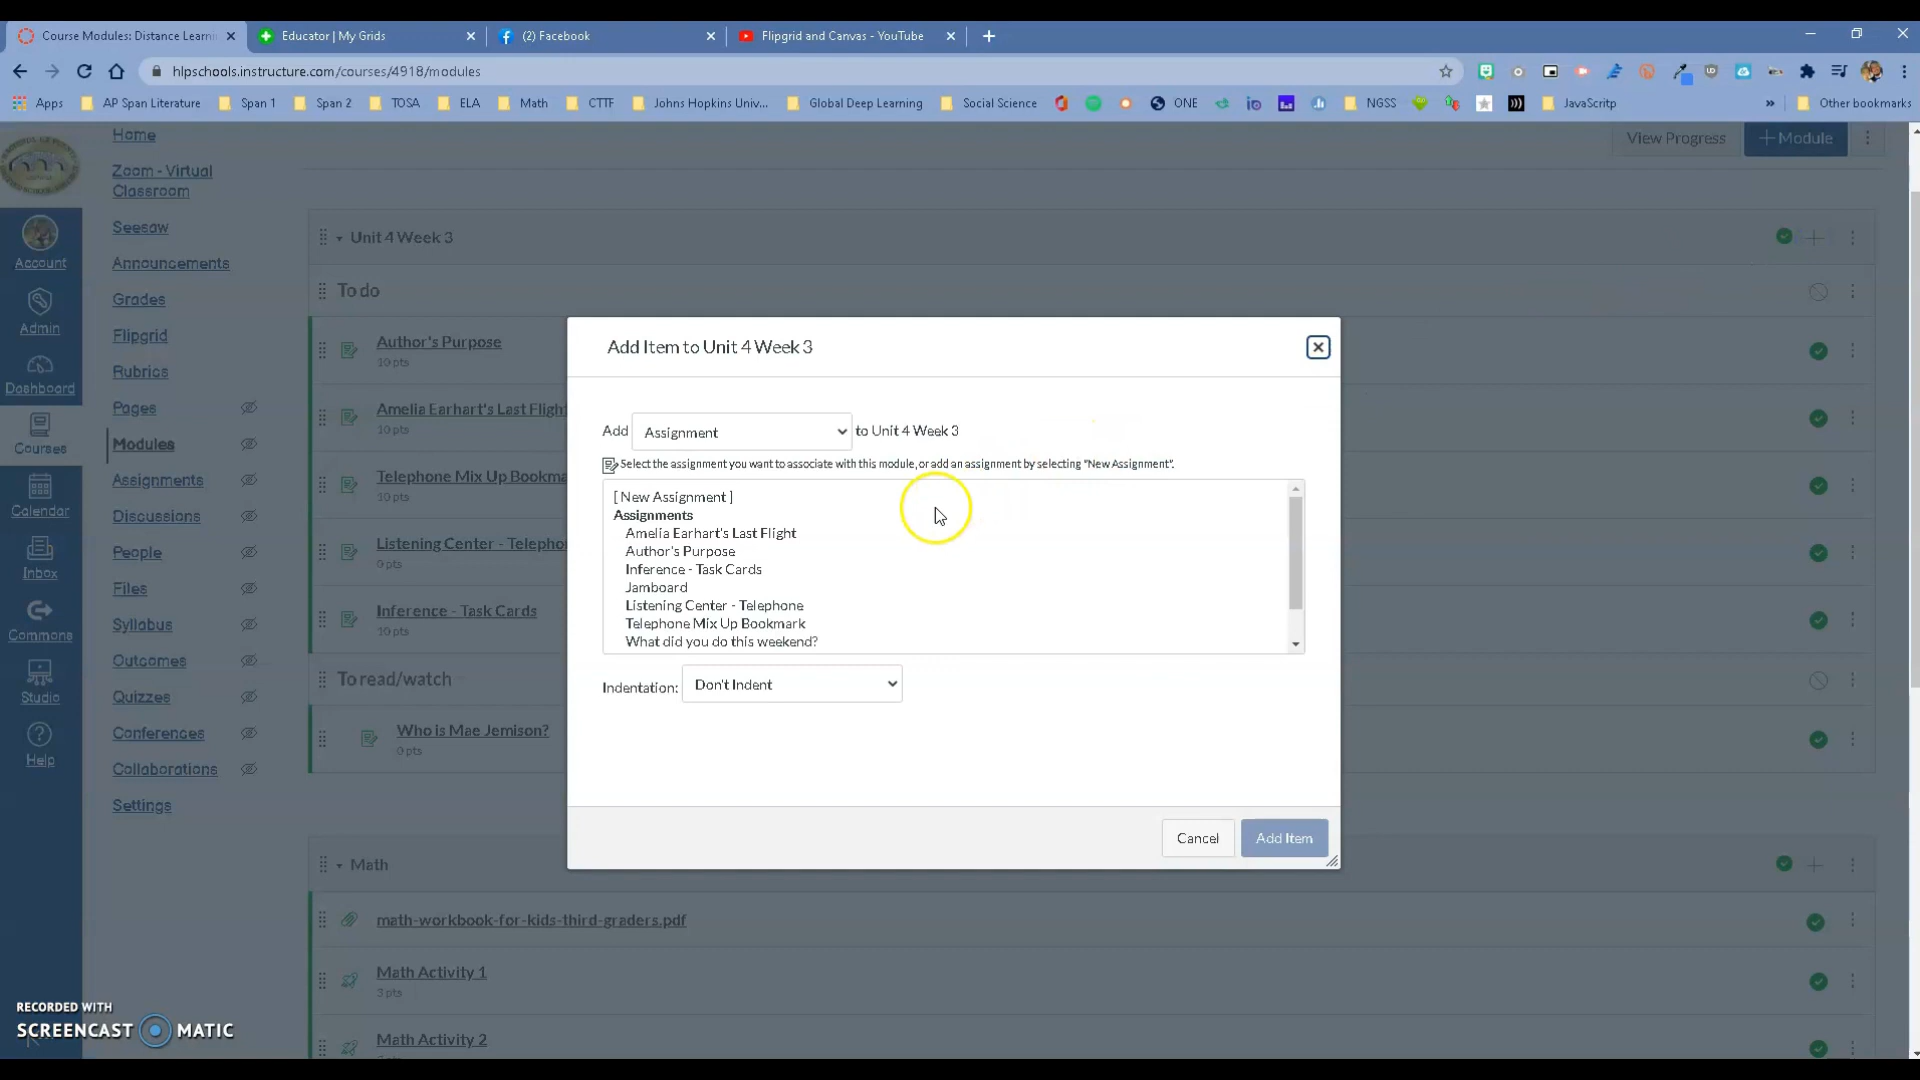 Course Modules: Distance Learni
Educator | My Grids
(2) Facebook
Flipgrid and Canvas - YouTube
hlpschools.instructure.com/courses/4918/modules
Apps
AP Span Literature
Span 1
Span 2
TOSA
ELA
Math
CTTF
Johns Hopkins Univ...
Global Deep Learning
Social Science
ONE
NGSS
JavaScritp
»
Other bookmarks
Account
Admin
Dashboard
Courses
Calendar
Inbox
Commons
Studio
Help
Home
Zoom - Virtual
Classroom
Seesaw
Announcements
Grades
Flipgrid
Rubrics
Pages
Modules
Assignments
Discussions
People
Files
Syllabus
Outcomes
Quizzes
Conferences
Collaborations
Settings
View Progress
+ Module
Unit 4 Week 3
To do
Author's Purpose
10 pts
Amelia Earhart's Last Flight
10 pts
Telephone Mix Up Bookma
10 pts
Listening Center - Telepho
0 pts
Inference - Task Cards
10 pts
To read/watch
Who is Mae Jemison?
0 pts
Math
math-workbook-for-kids-third-graders.pdf
Math Activity 1
3 pts
Math Activity 2
Add Item to Unit 4 Week 3
Add Assignment to Unit 4 Week 3
Select the assignment you want to associate with this module, or add an assignment by selecting "New Assignment".
[ New Assignment ]
Assignments
Amelia Earhart's Last Flight
Author's Purpose
Inference - Task Cards
Jamboard
Listening Center - Telephone
Telephone Mix Up Bookmark
What did you do this weekend?
Indentation: Don't Indent
Cancel
Add Item
RECORDED WITH
SCREENCAST MATIC